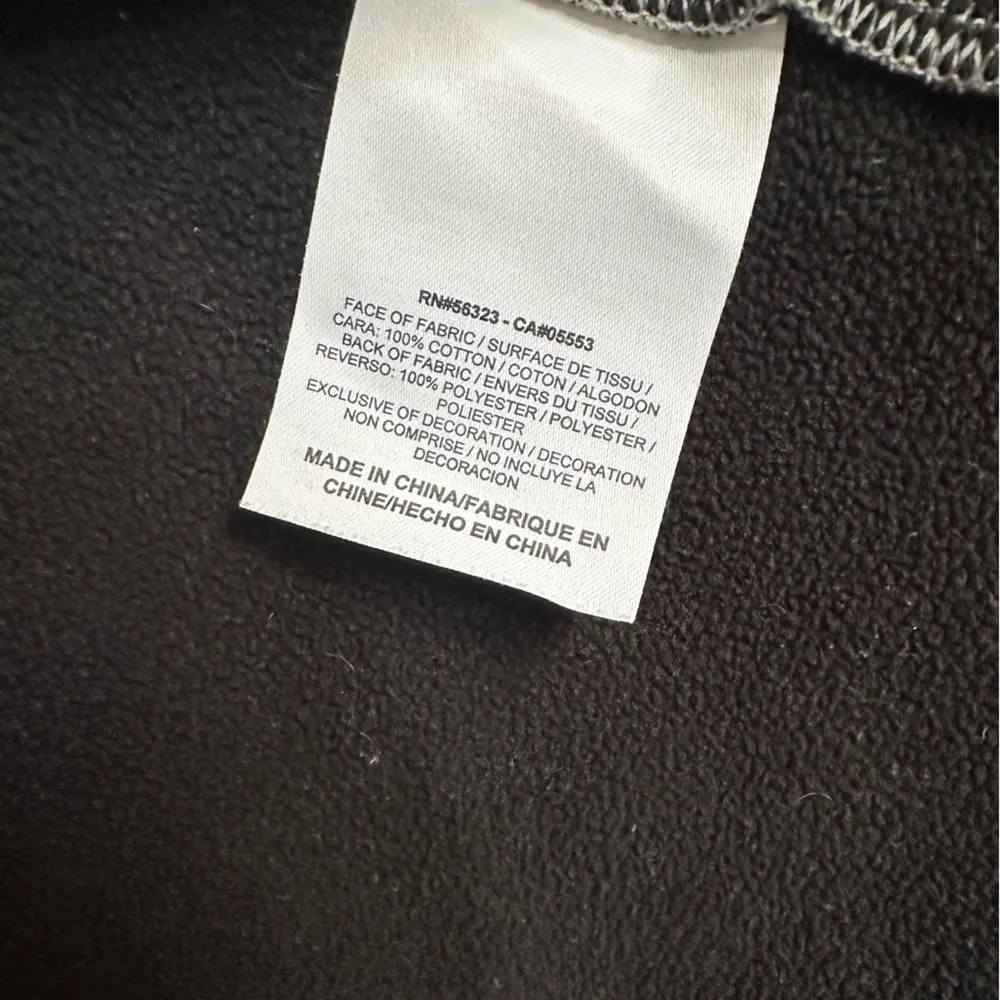 RN#56323 - CA#05553
FACE OF FABRIC / SURFACE DE TISSU /
CARA: 100% COTTON / COTON / ALGODON
BACK OF FABRIC / ENVERS DU TISSU /
REVERSO: 100% POLYESTER / POLYESTER /
POLIESTER
EXCLUSIVE OF DECORATION / DECORATION
NON COMPRISE / NO INCLUYE LA
DECORACION
MADE IN CHINA/FABRIQUE EN
CHINE/HECHO EN CHINA